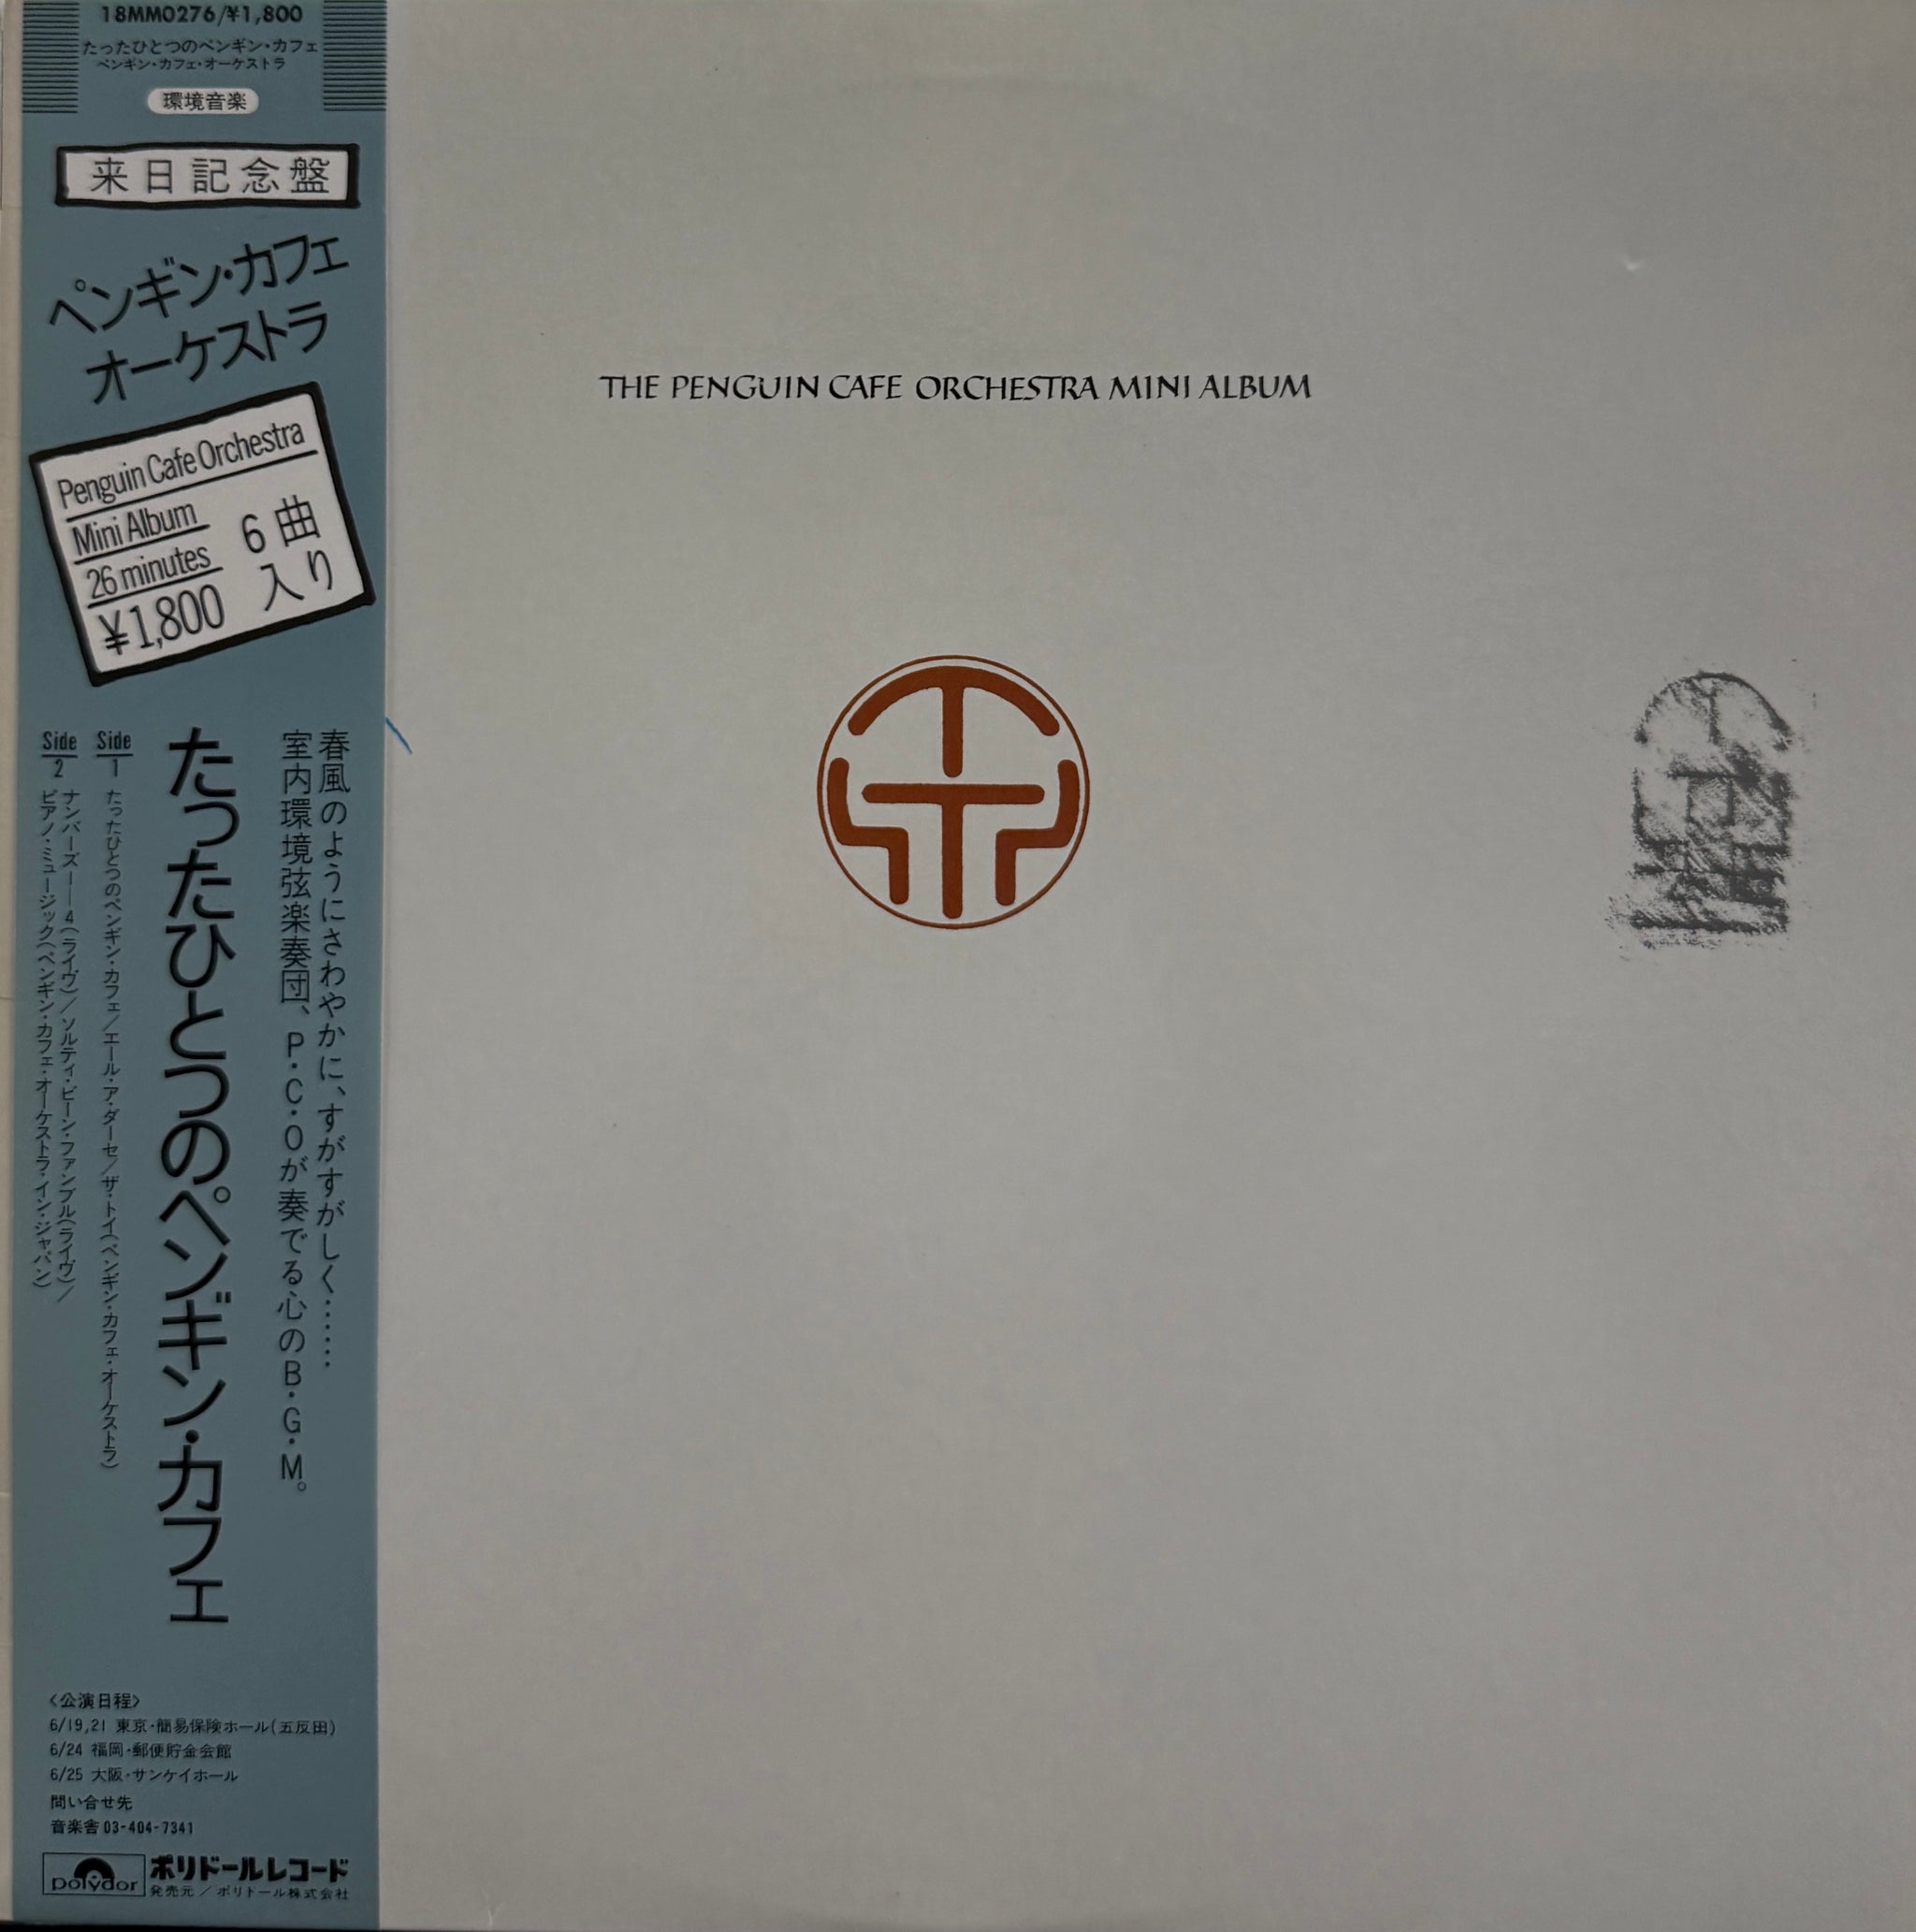 18MM0276/¥1,800
たったひとつのペンギン・カフェ
ペンギン・カフェ・オーケストラ
環境音楽
来日記念盤
ペンギン・カフェ
オーケストラ
Penguin Cafe Orchestra
Mini Album
26 minutes
¥1,800
6曲
入り
春風のようにさわやかに、すがすがしく……
室内環境弦楽奏団、P・C・Oが奏でる心のB・G・M。
たったひとつのペンギン・カフェ
Side 1
たったひとつのペンギン・カフェ/エール・ア・ダーセ/ザ・トイ(ペンギン・カフェ・オーケストラ)
Side 2
ナンバーズ—4(ライヴ)/ソルティ・ビーン・ファンブル(ライヴ)/
ピアノ・ミュージック(ペンギン・カフェ・オーケストラ・イン・ジャパン)
〈公演日程〉
6/19,21 東京・簡易保険ホール(五反田)
6/24 福岡・郵便貯金会館
6/25 大阪・サンケイホール
問い合せ先
音楽舎03-404-7341
polydor
ポリドールレコード
発売元/ポリドール株式会社
THE PENGUIN CAFE ORCHESTRA MINI ALBUM